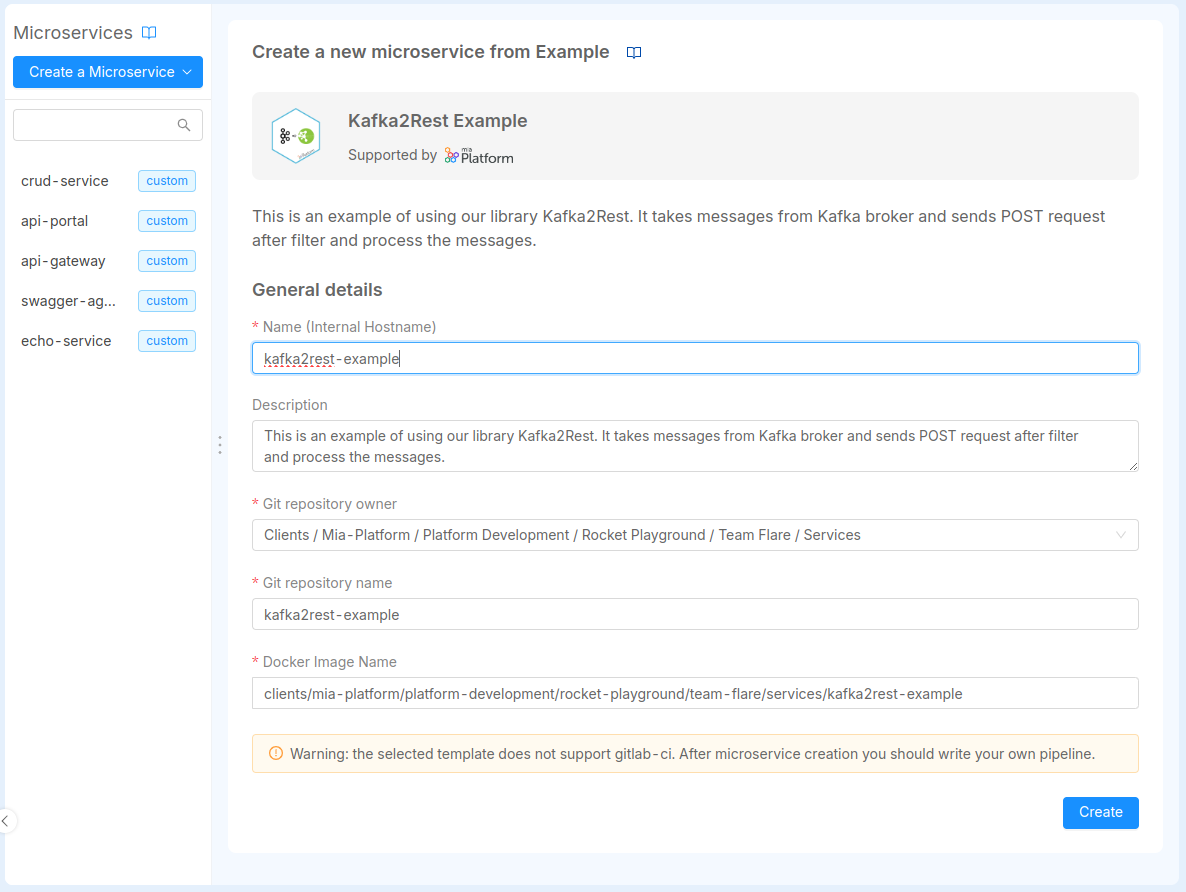 Microservices
Create a Microservice
crud-service custom
api-portal custom
api-gateway custom
swagger-ag... custom
echo-service custom
Create a new microservice from Example
Kafka2Rest Example
Supported by mia Platform
This is an example of using our library Kafka2Rest. It takes messages from Kafka broker and sends POST request
after filter and process the messages.
General details
* Name (Internal Hostname)
kafka2rest-example
Description
This is an example of using our library Kafka2Rest. It takes messages from Kafka broker and sends POST request after filter
and process the messages.
* Git repository owner
Clients / Mia-Platform / Platform Development / Rocket Playground / Team Flare / Services
* Git repository name
kafka2rest-example
* Docker Image Name
clients/mia-platform/platform-development/rocket-playground/team-flare/services/kafka2rest-example
Warning: the selected template does not support gitlab-ci. After microservice creation you should write your own pipeline.
Create